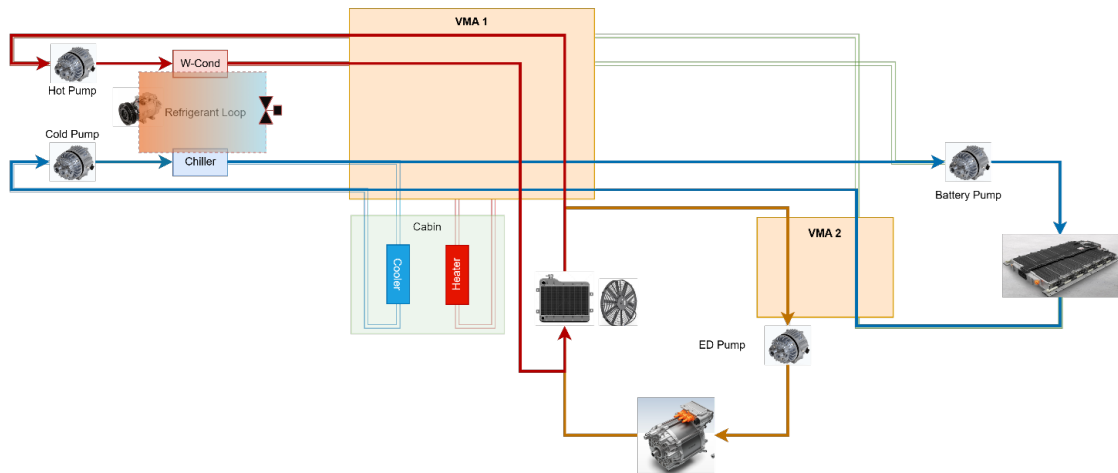 VMA 1
W-Cond
Hot Pump
Refrigerant Loop
Cold Pump
Chiller
Battery Pump
Cabin
VMA 2
Cooler
Heater
ED Pump